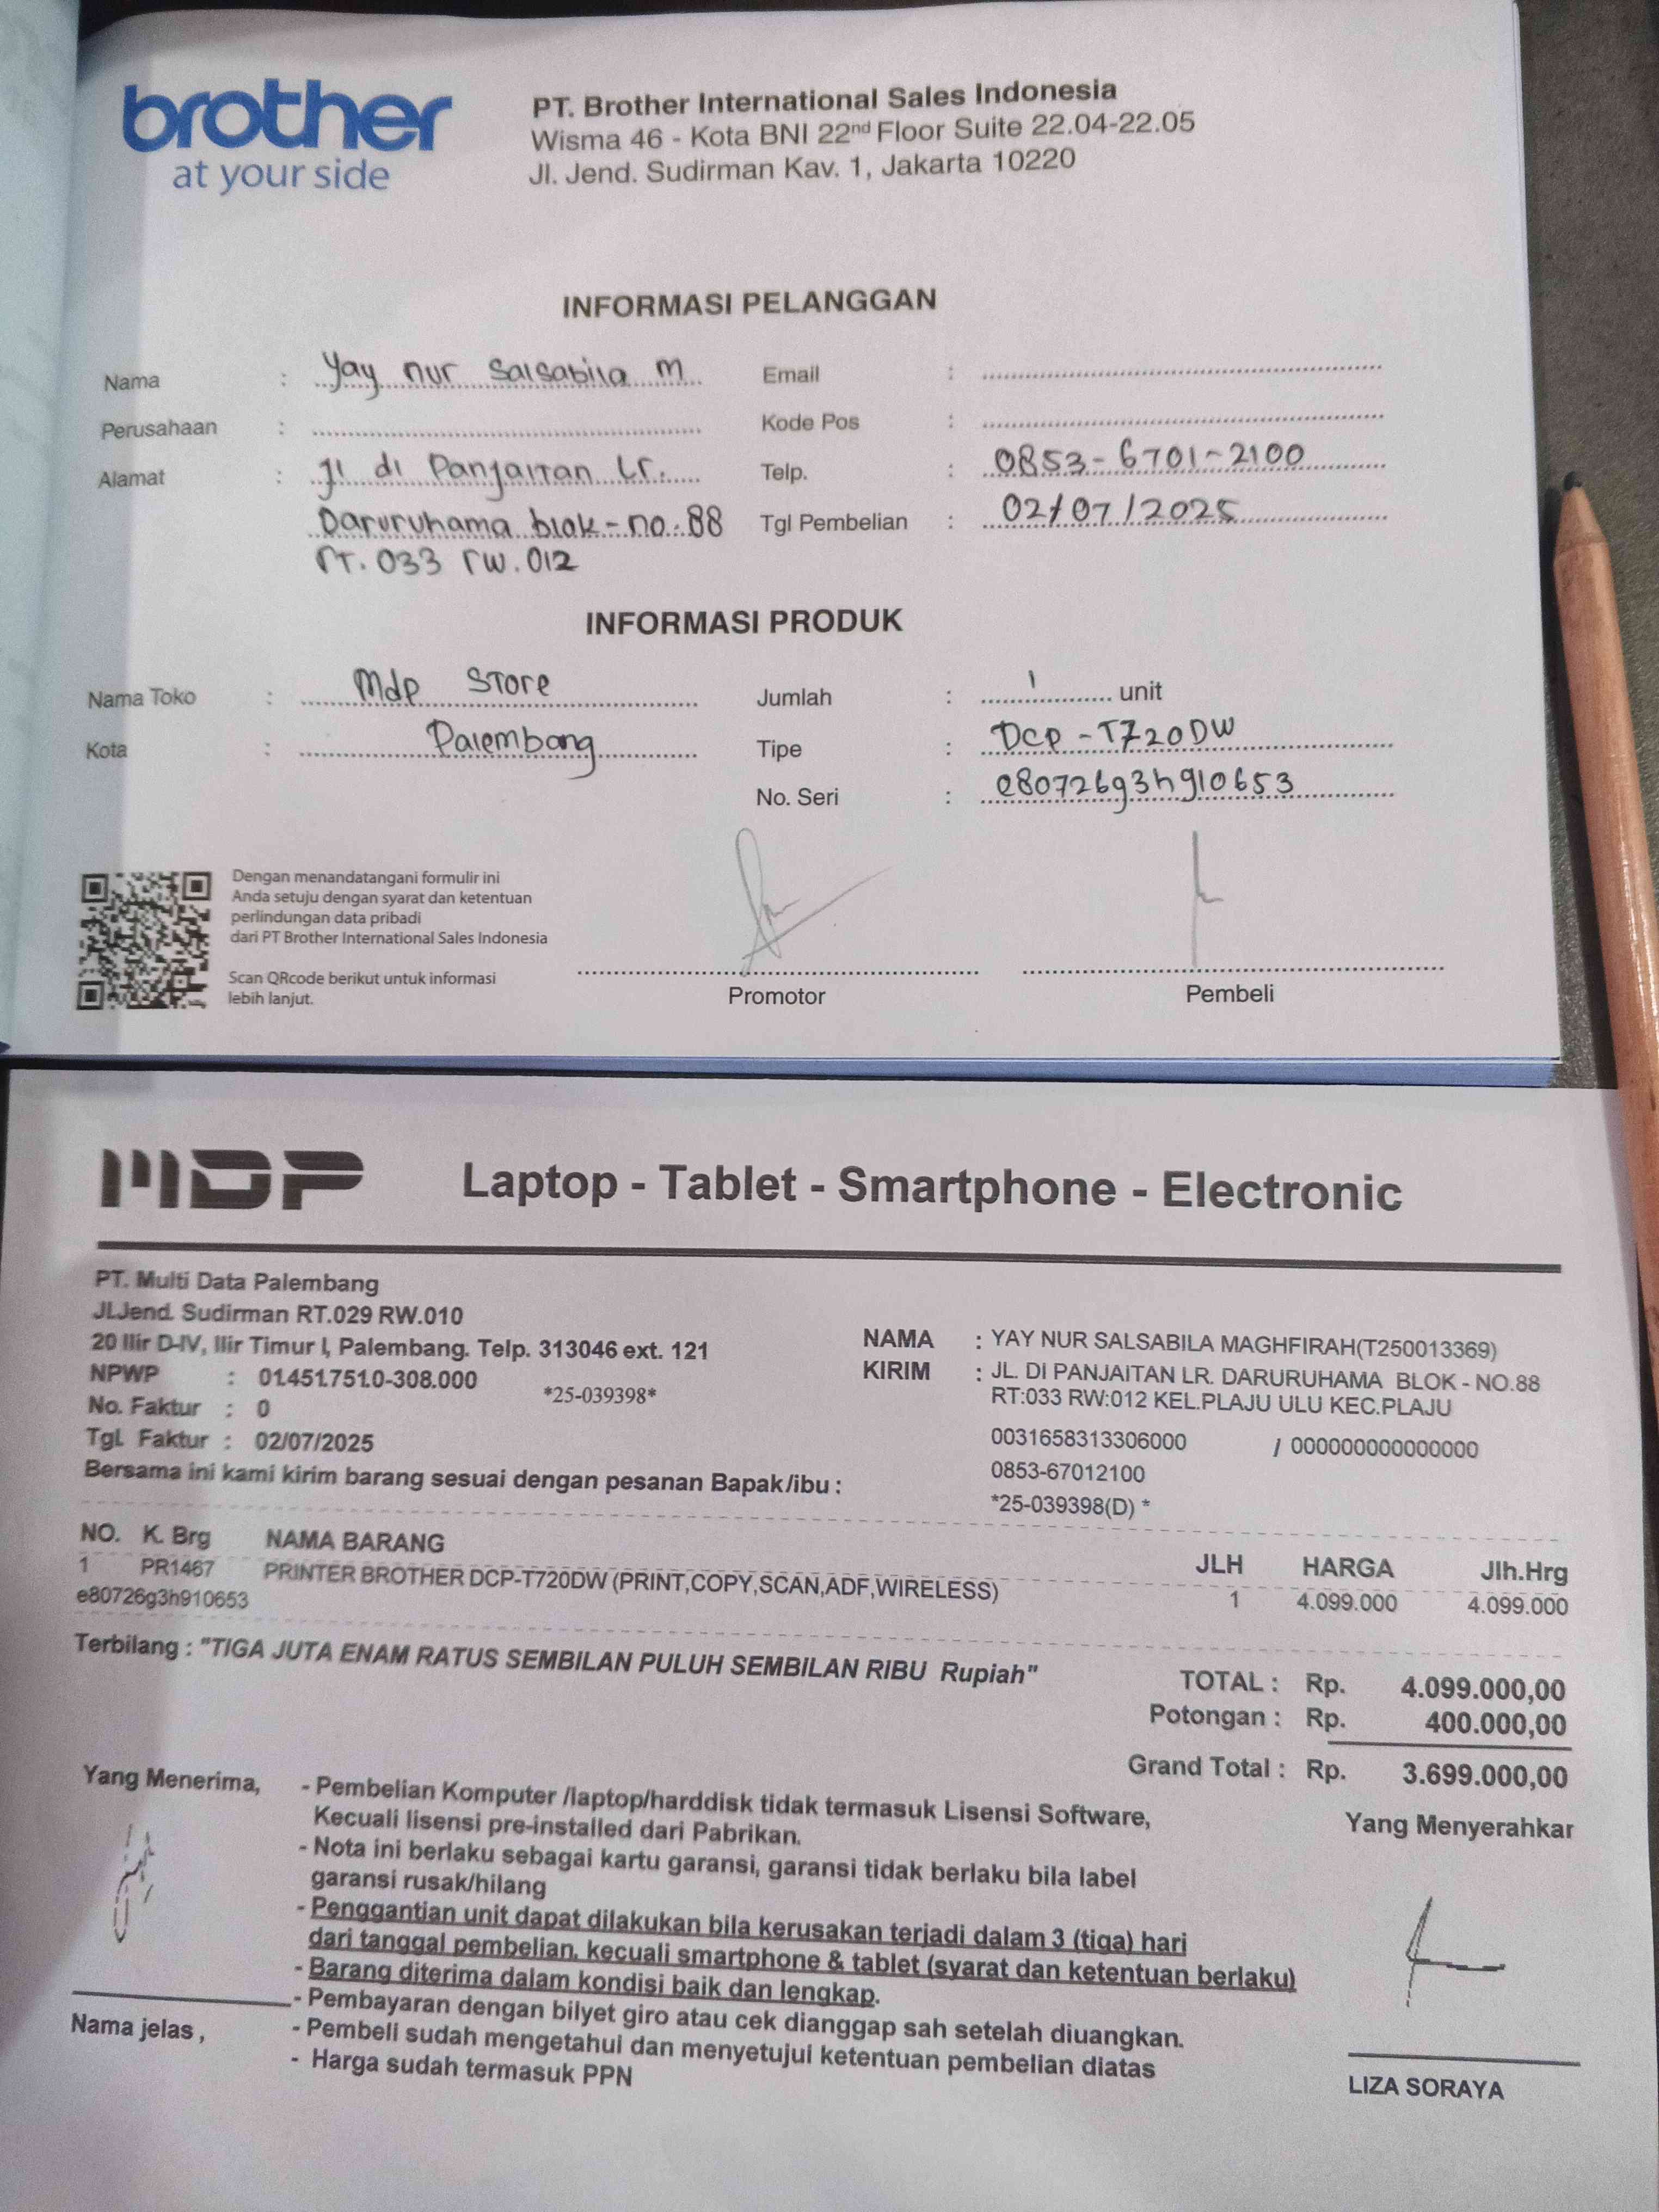 brother
at your side
PT. Brother International Sales Indonesia
Wisma 46 - Kota BNI 22nd Floor Suite 22.04-22.05
Jl. Jend. Sudirman Kav. 1, Jakarta 10220
INFORMASI PELANGGAN
Nama : Yay nur Salsabila M
Email :
Perusahaan :
Kode Pos :
Alamat : Jl di Panjaitan Lr.
Telp. : 0853-6701-2100
Daruruhama blok-no.88
Tgl Pembelian : 02/07/2025
rT. 033 rw. 012
INFORMASI PRODUK
Nama Toko : Mdp Store
Jumlah : 1 unit
Kota : Palembang
Tipe : DCP-T720DW
No. Seri : e80726g3h910653
Dengan menandatangani formulir ini
Anda setuju dengan syarat dan ketentuan
perlindungan data pribadi
dari PT Brother International Sales Indonesia
Scan QRcode berikut untuk informasi
lebih lanjut.
Promotor
Pembeli
MDP Laptop - Tablet - Smartphone - Electronic
PT. Multi Data Palembang
Jl.Jend. Sudirman RT.029 RW.010
20 Ilir D-IV, Ilir Timur I, Palembang. Telp. 313046 ext. 121
NPWP : 01.451.751.0-308.000 *25-039398*
No. Faktur : 0
Tgl. Faktur : 02/07/2025
Bersama ini kami kirim barang sesuai dengan pesanan Bapak/ibu :
NAMA : YAY NUR SALSABILA MAGHFIRAH(T250013369)
KIRIM : JL. DI PANJAITAN LR. DARURUHAMA BLOK - NO.88
RT:033 RW:012 KEL.PLAJU ULU KEC.PLAJU
0031658313306000 / 000000000000000
0853-67012100
*25-039398(D) *
NO. K. Brg NAMA BARANG JLH HARGA Jlh.Hrg
1 PR1467 PRINTER BROTHER DCP-T720DW (PRINT,COPY,SCAN,ADF,WIRELESS) 1 4.099.000 4.099.000
e80726g3h910653
Terbilang : "TIGA JUTA ENAM RATUS SEMBILAN PULUH SEMBILAN RIBU Rupiah"
TOTAL : Rp. 4.099.000,00
Potongan : Rp. 400.000,00
Grand Total : Rp. 3.699.000,00
Yang Menerima,
- Pembelian Komputer /laptop/harddisk tidak termasuk Lisensi Software,
Kecuali lisensi pre-installed dari Pabrikan.
- Nota ini berlaku sebagai kartu garansi, garansi tidak berlaku bila label
garansi rusak/hilang
- Penggantian unit dapat dilakukan bila kerusakan terjadi dalam 3 (tiga) hari
dari tanggal pembelian, kecuali smartphone & tablet (syarat dan ketentuan berlaku)
- Barang diterima dalam kondisi baik dan lengkap.
- Pembayaran dengan bilyet giro atau cek dianggap sah setelah diuangkan.
- Pembeli sudah mengetahui dan menyetujui ketentuan pembelian diatas
- Harga sudah termasuk PPN
Nama jelas ,
Yang Menyerahkar
LIZA SORAYA